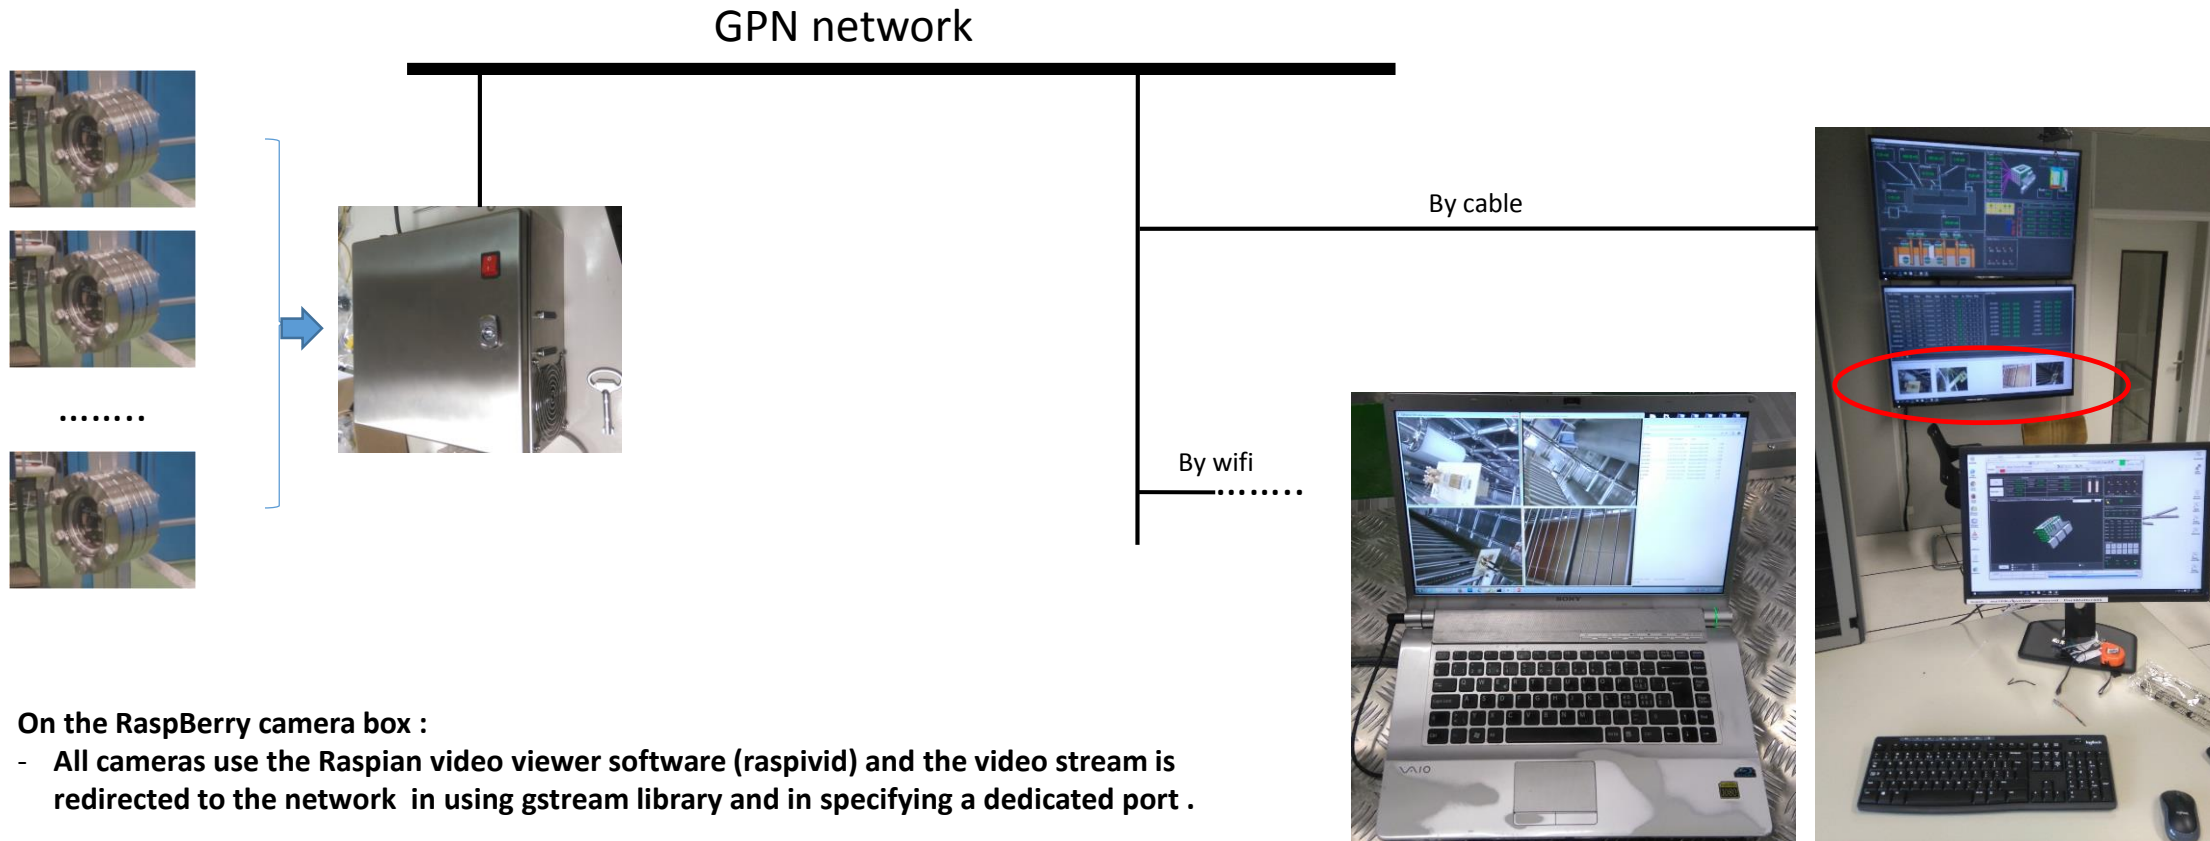 GPN network
By cable
By wifi
........
........
SONY
VAIO
On the RaspBerry camera box :
- All cameras use the Raspian video viewer software (raspivid) and the video stream is
redirected to the network in using gstream library and in specifying a dedicated port .